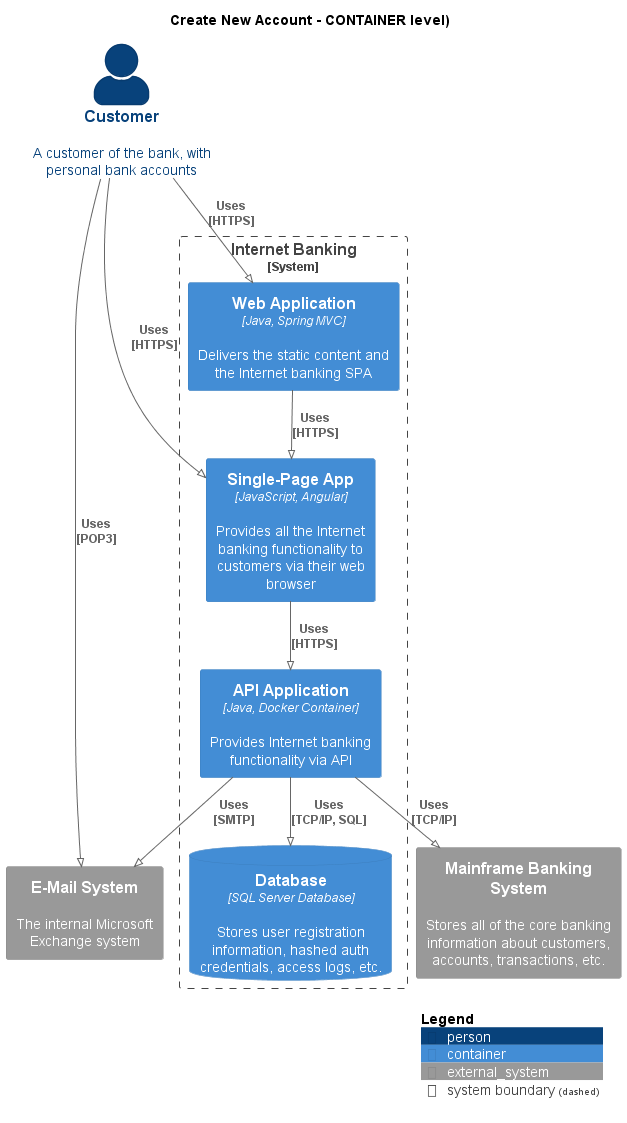 Create New Account - CONTAINER level)
Customer
A customer of the bank, with
personal bank accounts
Uses
[HTTPS]
Internet Banking
[System]
Web Application
[Java, Spring MVC]
Delivers the static content and
the Internet banking SPA
Uses
[HTTPS]
Uses
[HTTPS]
Single-Page App
[JavaScript, Angular]
Provides all the Internet
banking functionality to
customers via their web
browser
Uses
[POP3]
Uses
[HTTPS]
API Application
[Java, Docker Container]
Provides Internet banking
functionality via API
Uses
[SMTP]
Uses
[TCP/IP, SQL]
Uses
[TCP/IP]
E-Mail System
The internal Microsoft
Exchange system
Database
[SQL Server Database]
Stores user registration
information, hashed auth
credentials, access logs, etc.
Mainframe Banking
System
Stores all of the core banking
information about customers,
accounts, transactions, etc.
Legend
person
container
external_system
system boundary (dashed)